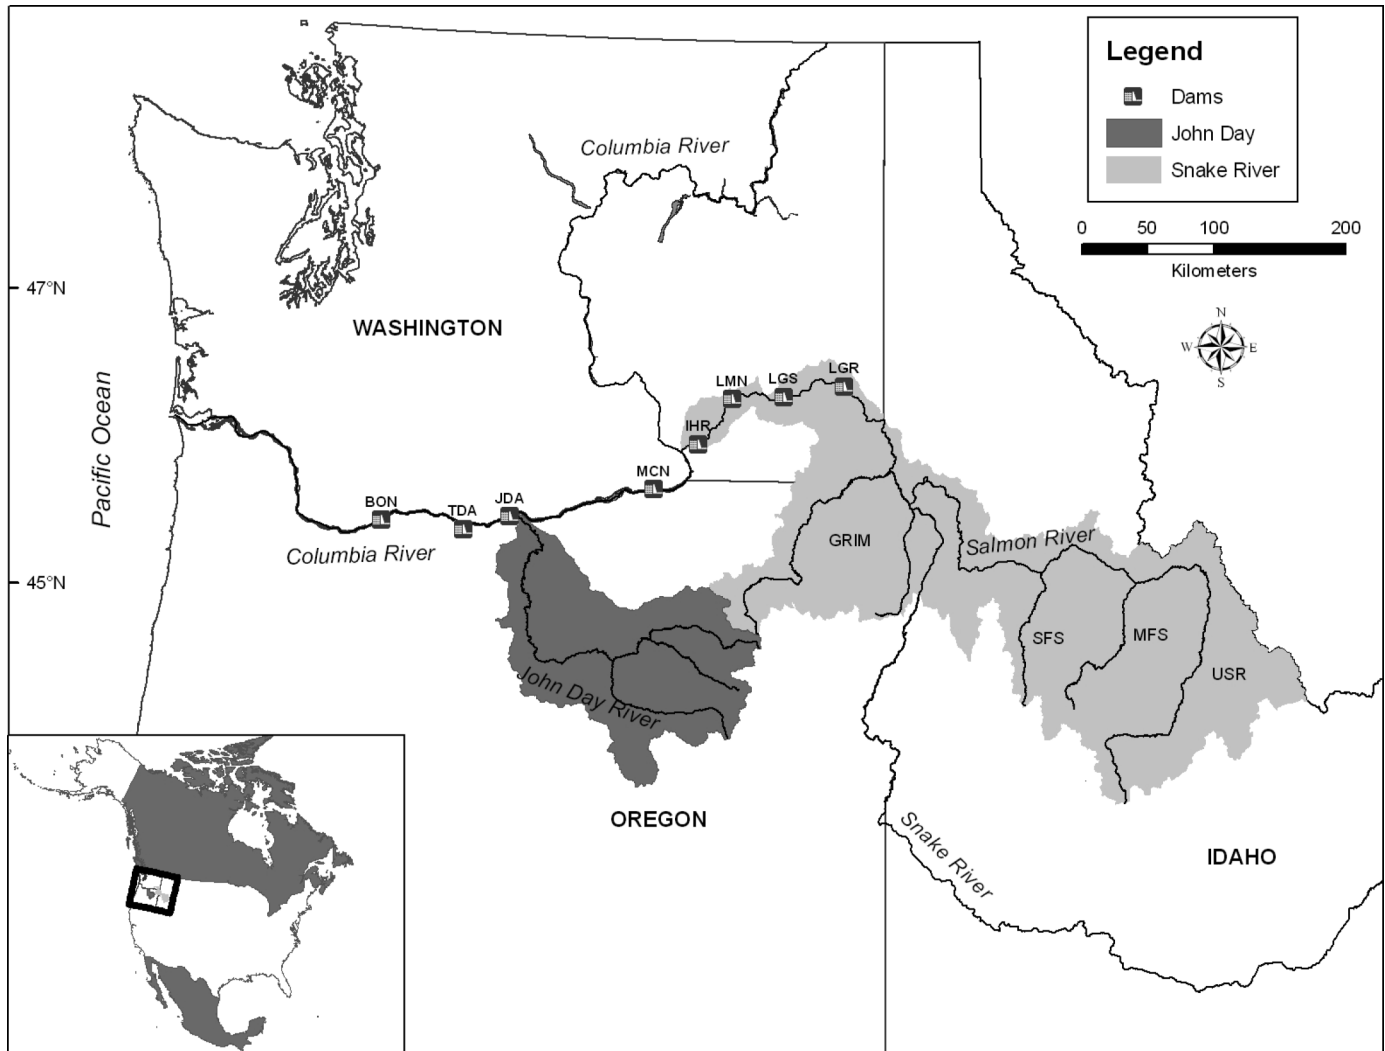 Legend
Dams
John Day
Snake River
0 50 100 200
Kilometers
N
W E
S
Columbia River
47°N
WASHINGTON
Pacific Ocean
LMN LGS LGR
IHR
MCN
BON TDA JDA
Columbia River
GRIM
Salmon River
45°N
SFS MFS
USR
John Day River
OREGON
Snake River
IDAHO